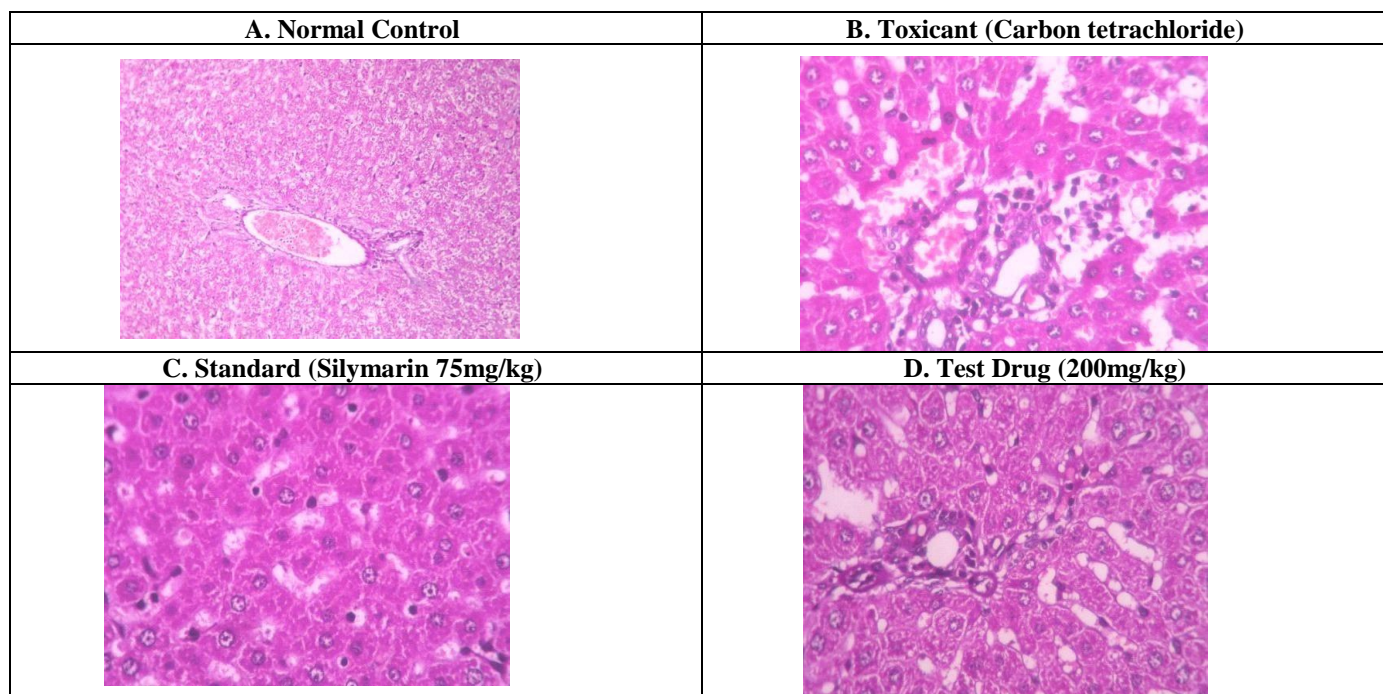 A. Normal Control
B. Toxicant (Carbon tetrachloride)
C. Standard (Silymarin 75mg/kg)
D. Test Drug (200mg/kg)